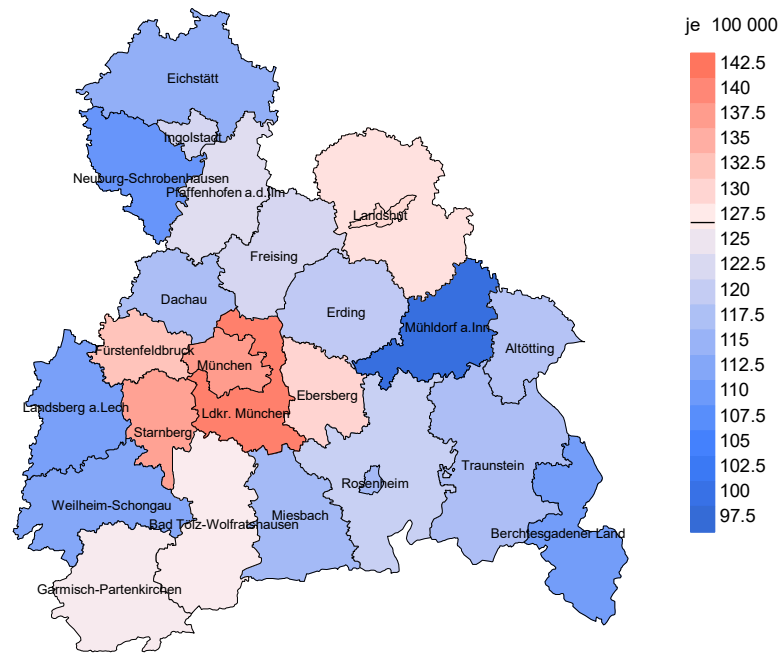 je 100 000
142.5
140
137.5
135
132.5
130
127.5
125
122.5
120
117.5
115
112.5
110
107.5
105
102.5
100
97.5
Eichstätt
Ingolstadt
Neuburg-Schrobenhausen
Pfaffenhofen a.d.Ilm
Landshut
Freising
Dachau
Erding
Mühldorf a.Inn
Altötting
Fürstenfeldbruck
München
Ebersberg
Landsberg a.Lech
Ldkr. München
Starnberg
Traunstein
Rosenheim
Weilheim-Schongau
Miesbach
Bad Tölz-Wolfratshausen
Berchtesgadener Land
Garmisch-Partenkirchen